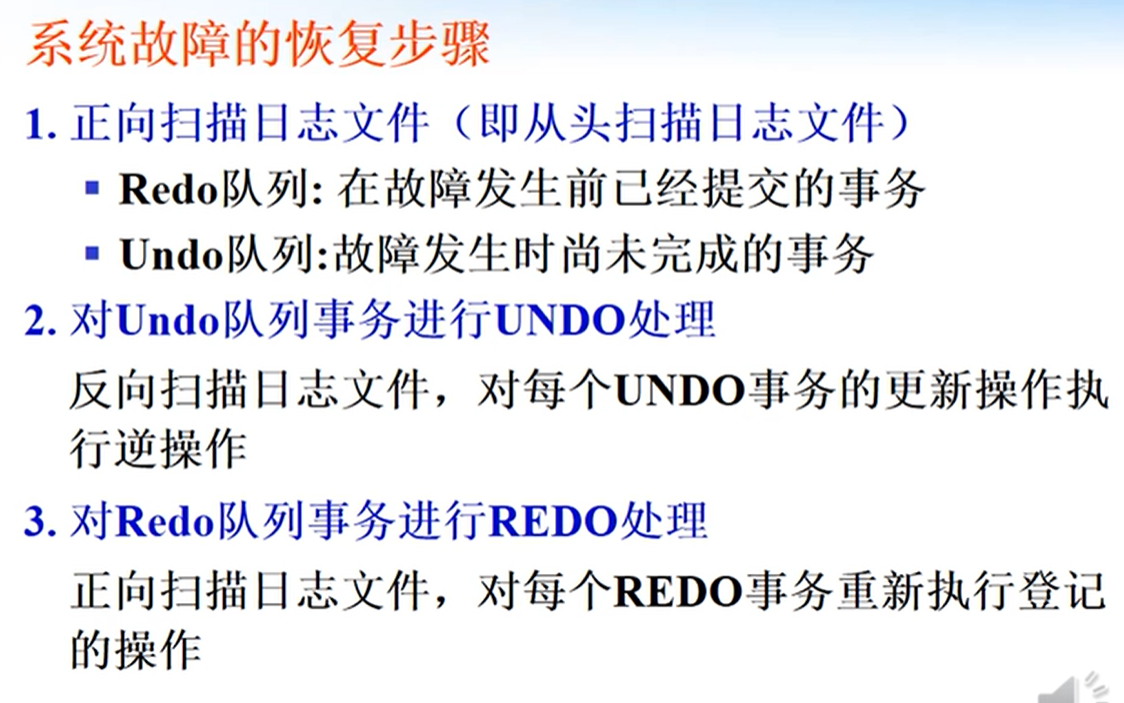 系统故障的恢复步骤
1. 正向扫描日志文件（即从头扫描日志文件）
▪ Redo队列: 在故障发生前已经提交的事务
▪ Undo队列:故障发生时尚未完成的事务
2. 对Undo队列事务进行UNDO处理
反向扫描日志文件，对每个UNDO事务的更新操作执
行逆操作
3. 对Redo队列事务进行REDO处理
正向扫描日志文件，对每个REDO事务重新执行登记
的操作